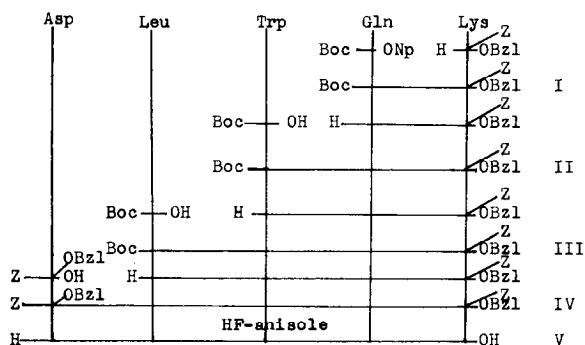 Asp Leu Trp Gln Lys
Z
Boc ONp H OBzl
Z
Boc OBzl I
Z
Boc OH H OBzl
Z
Boc OBzl II
Z
Boc OH H OBzl
Z
Boc OBzl III
OBzl Z
Z OH H OBzl
OBzl Z
Z OBzl IV
HF-anisole
H OH V